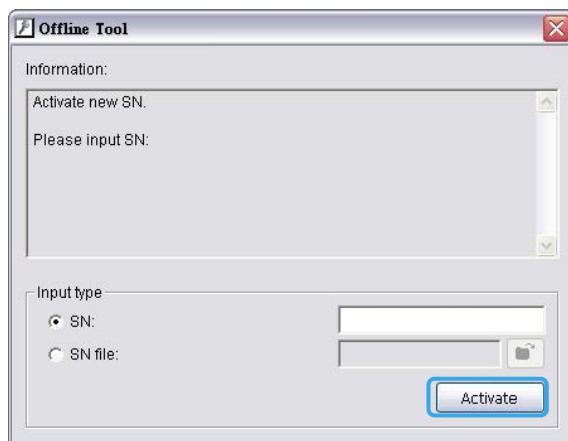 Offline Tool
Information:
Activate new SN.
Please input SN:
Input type
SN:
SN file:
Activate